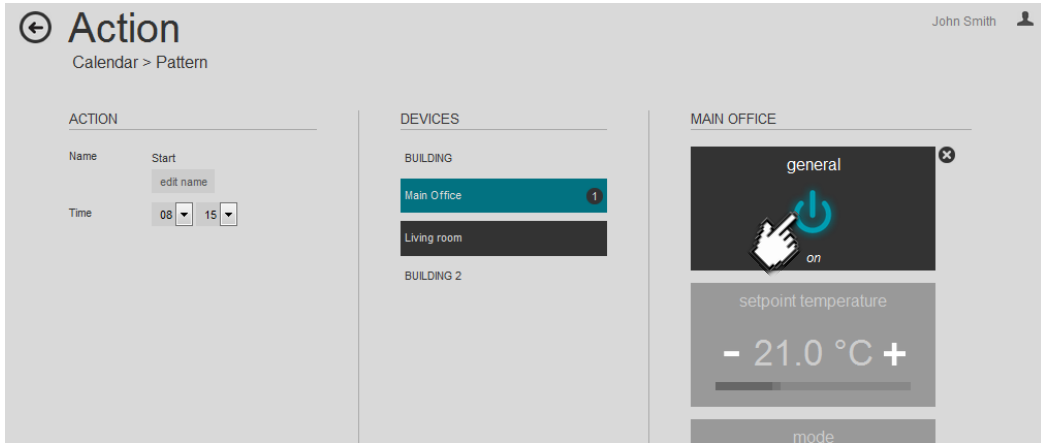 Action
John Smith
Calendar > Pattern
ACTION
Name Start
edit name
Time 08 15
DEVICES
BUILDING
Main Office 1
Living room
BUILDING 2
MAIN OFFICE
general
on
setpoint temperature
- 21.0 °C +
mode